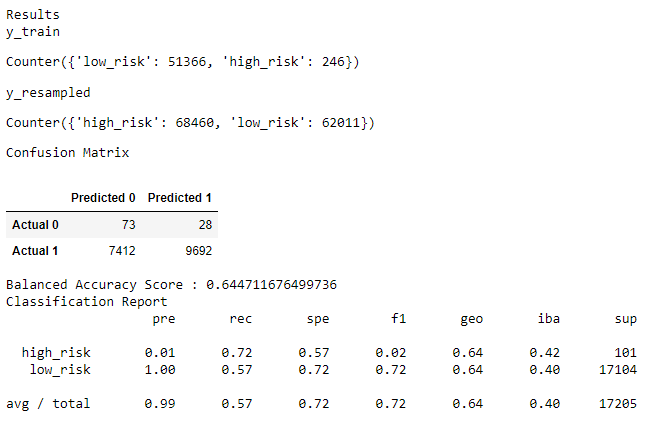 Results
y_train
Counter({'low_risk': 51366, 'high_risk': 246})
y_resampled
Counter({'high_risk': 68460, 'low_risk': 62011})
Confusion Matrix
Predicted 0 Predicted 1
Actual 0 73 28
Actual 1 7412 9692
Balanced Accuracy Score : 0.644711676499736
Classification Report
pre rec spe f1 geo iba sup
high_risk 0.01 0.72 0.57 0.02 0.64 0.42 101
low_risk 1.00 0.57 0.72 0.72 0.64 0.40 17104
avg / total 0.99 0.57 0.72 0.72 0.64 0.40 17205